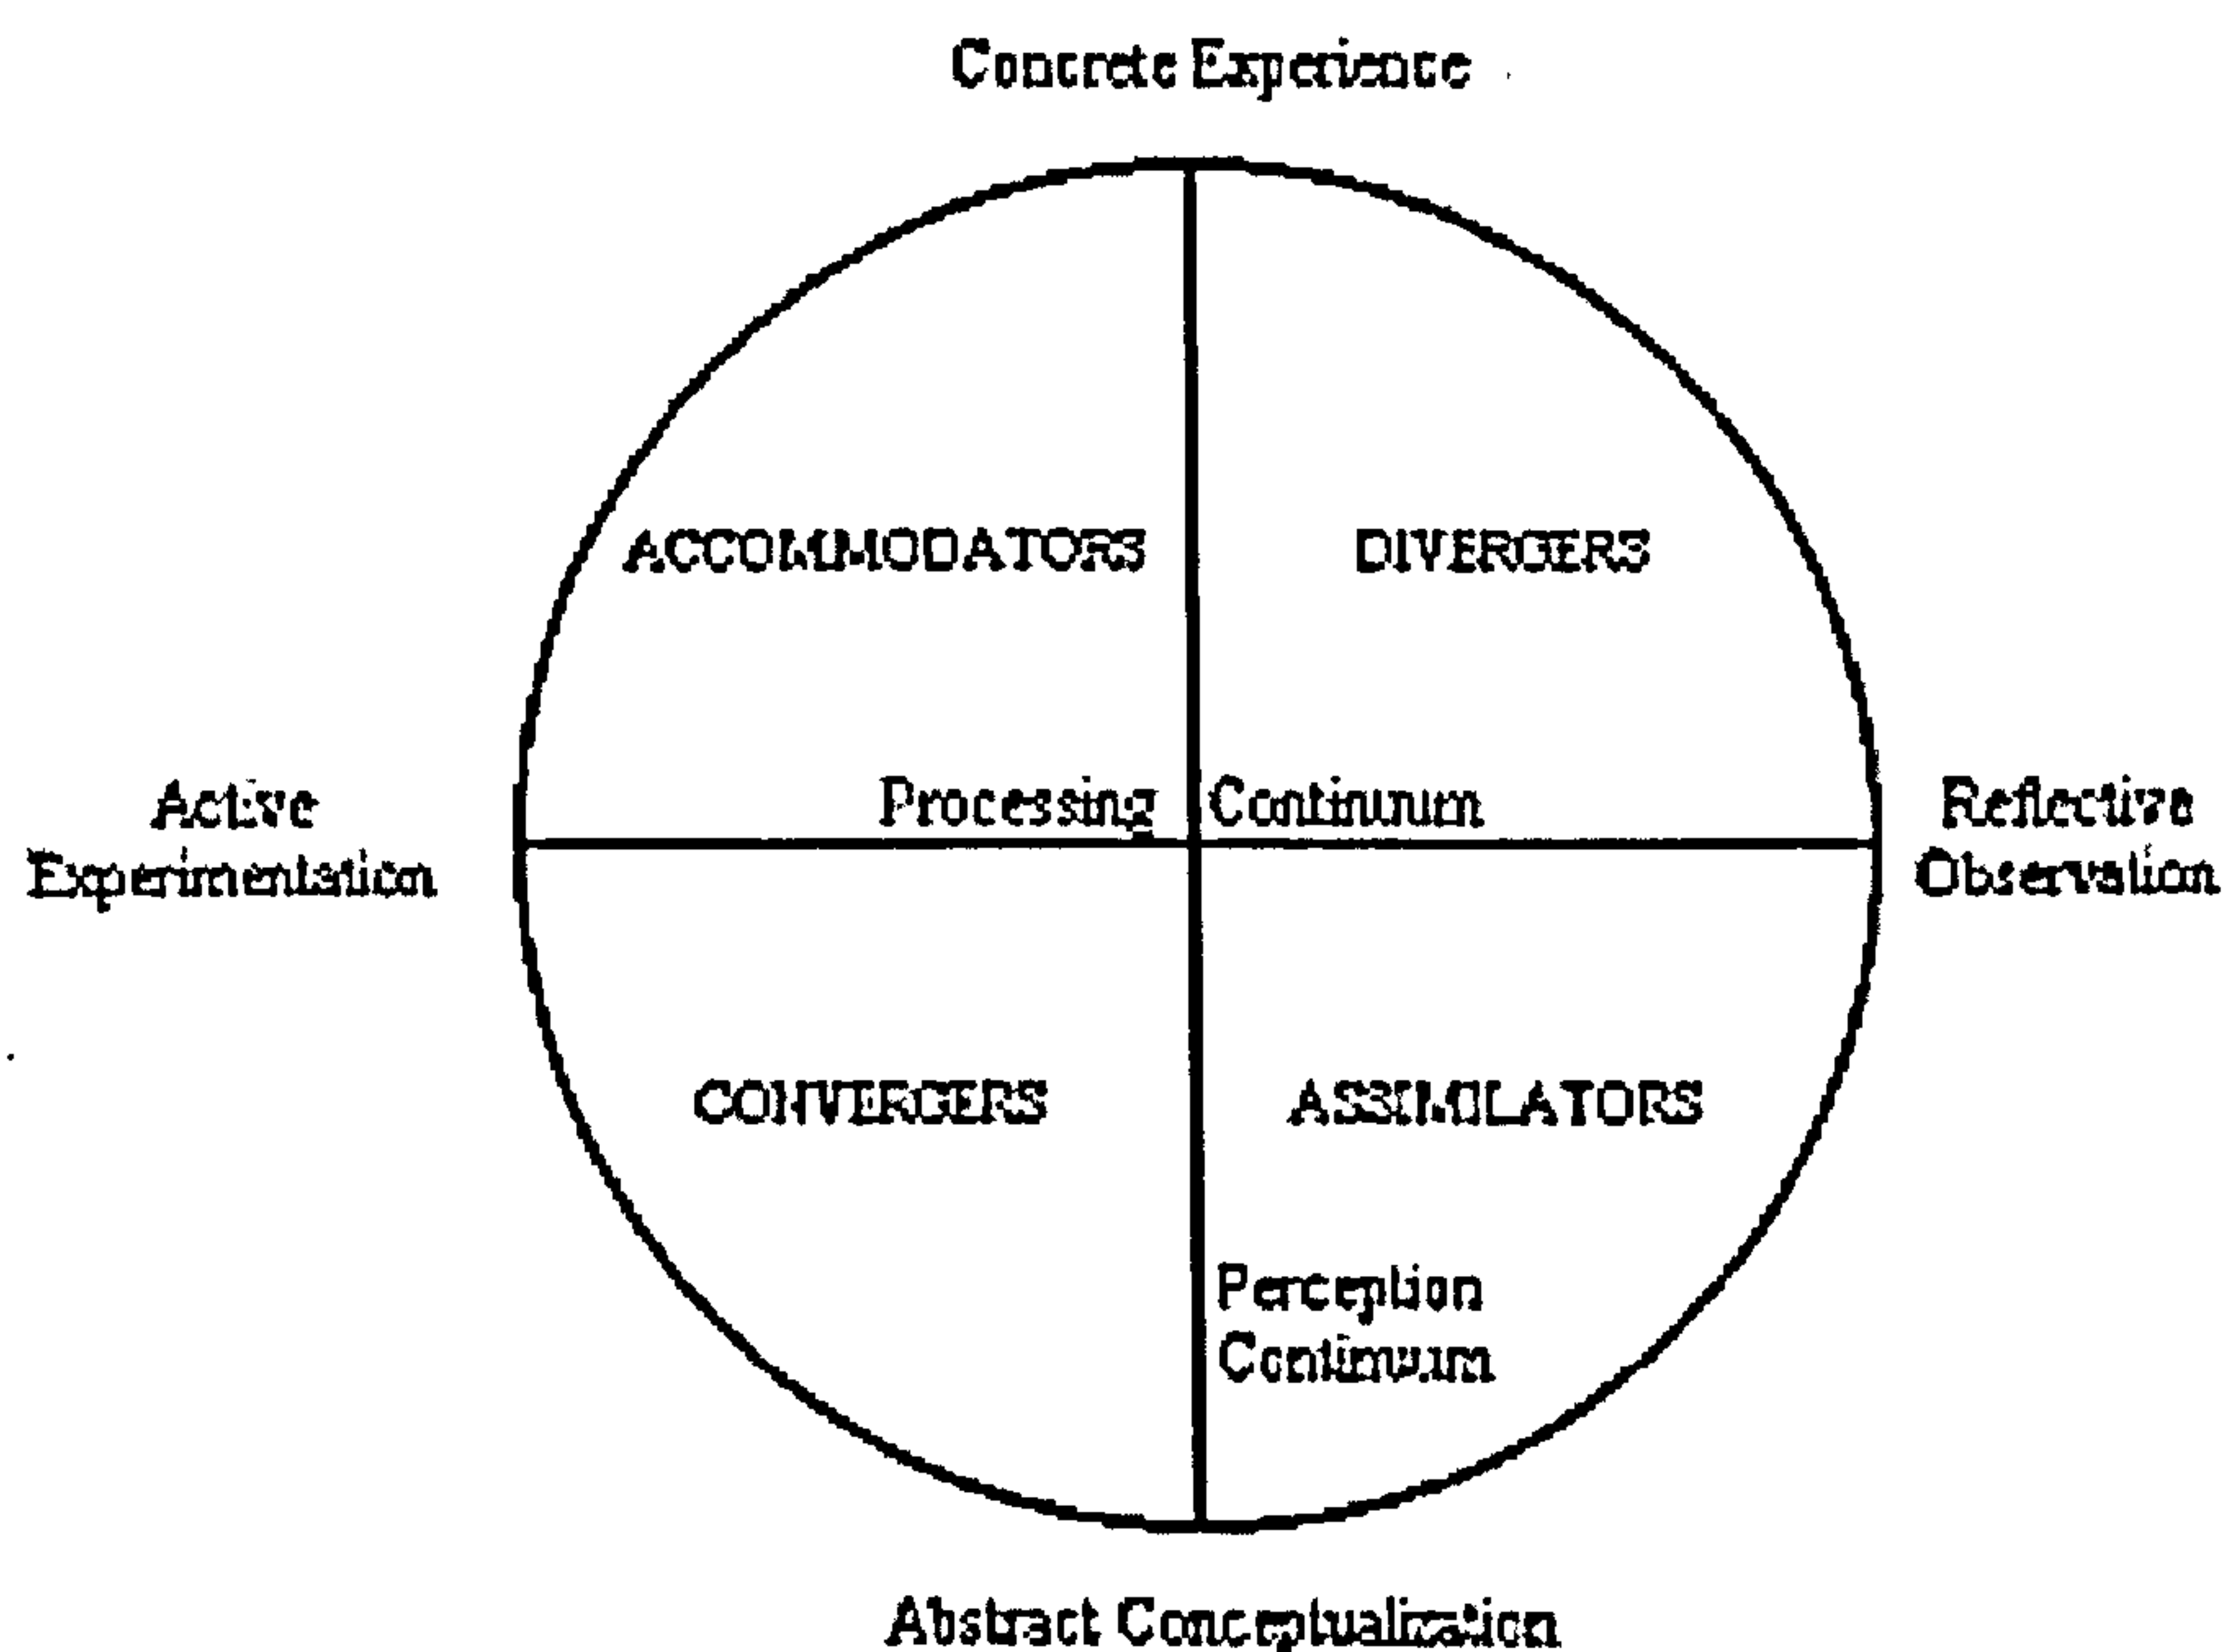 Concrete Experience
ACCOMMODATORS
DIVERGERS
Processing Continuum
Active
Experimentation
Reflective
Observation
CONVERGERS
ASSIMILATORS
Perception
Continuum
Abstract Conceptualization